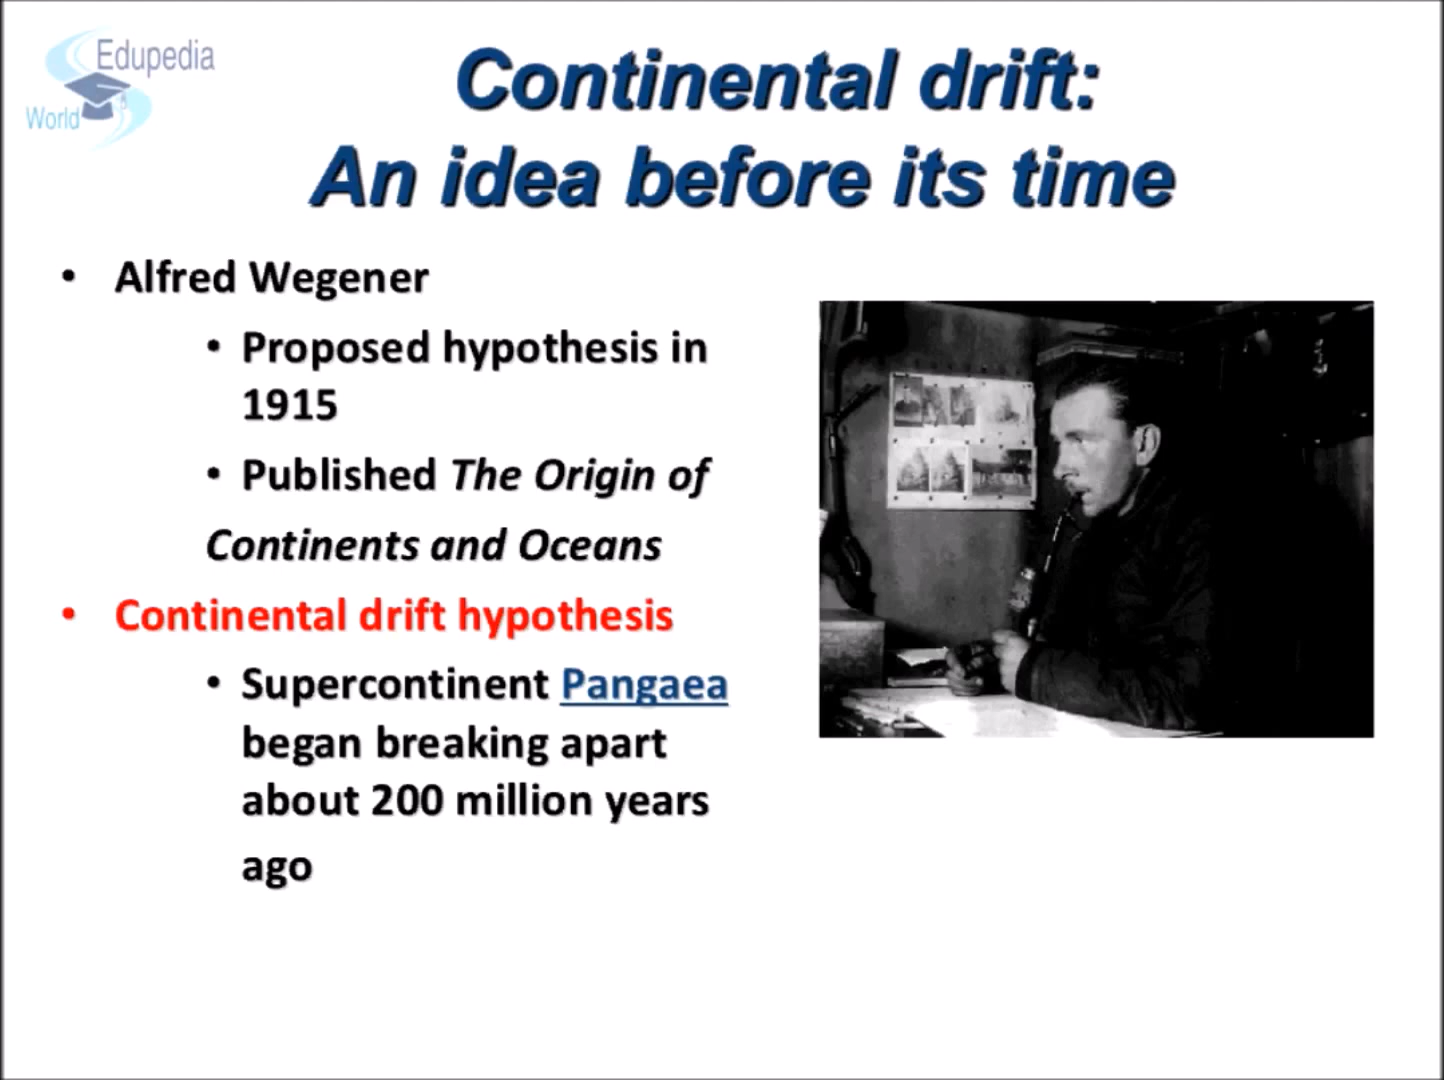 Edupedia
World
Continental drift:
An idea before its time
• Alfred Wegener
• Proposed hypothesis in
1915
• Published The Origin of
Continents and Oceans
• Continental drift hypothesis
• Supercontinent Pangaea
began breaking apart
about 200 million years
ago